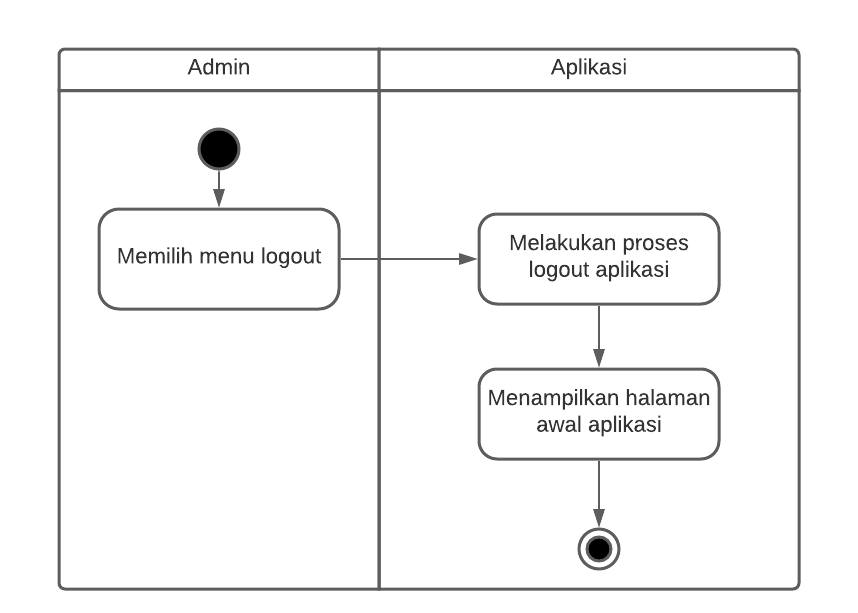 Admin
Aplikasi
Memilih menu logout
Melakukan proses
logout aplikasi
Menampilkan halaman
awal aplikasi